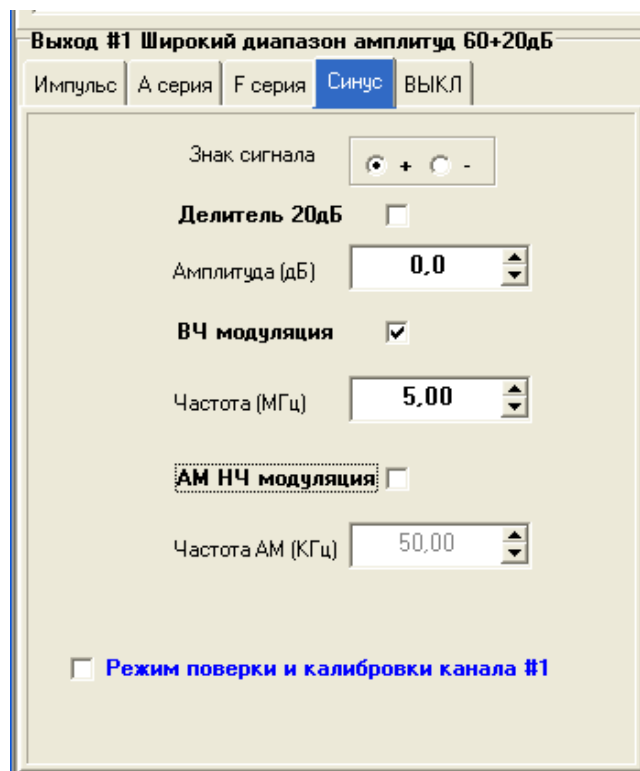 Выход #1 Широкий диапазон амплитуд 60+20дБ
Импульс А серия F серия Синус ВЫКЛ
Знак сигнала + -
Делитель 20дБ
Амплитуда (дБ) 0,0
ВЧ модуляция
Частота (МГц) 5,00
АМ НЧ модуляция
Частота АМ (КГц) 50,00
Режим поверки и калибровки канала #1